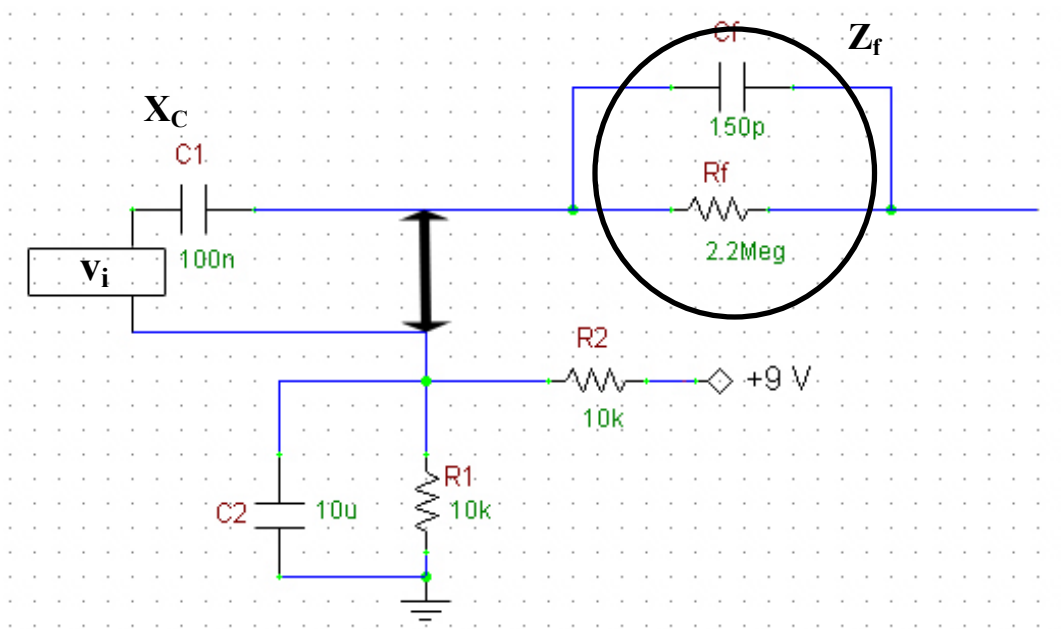 Cf
Zf
XC
150p
C1
Rf
100n
vi
2.2Meg
R2
+9 V
10k
R1
C2
10u
10k